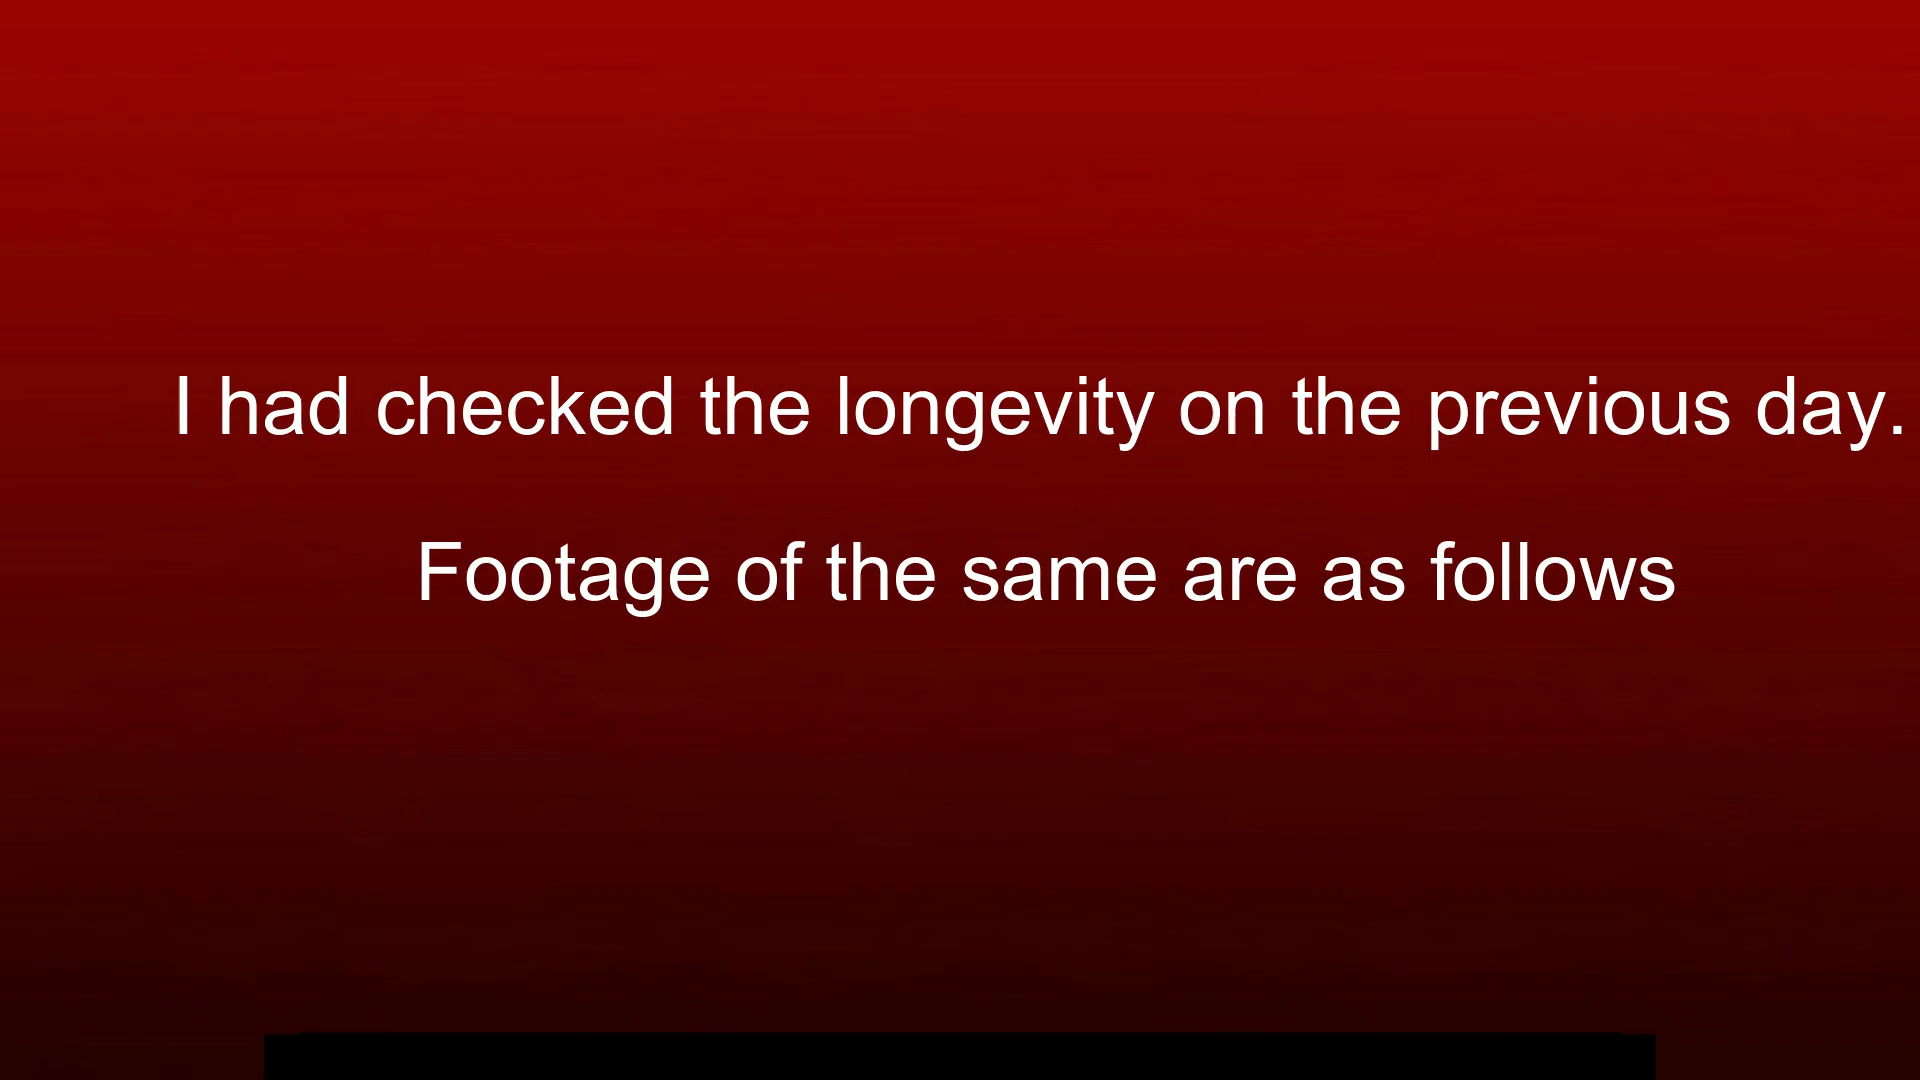 I had checked the longevity on the previous day.
Footage of the same are as follows